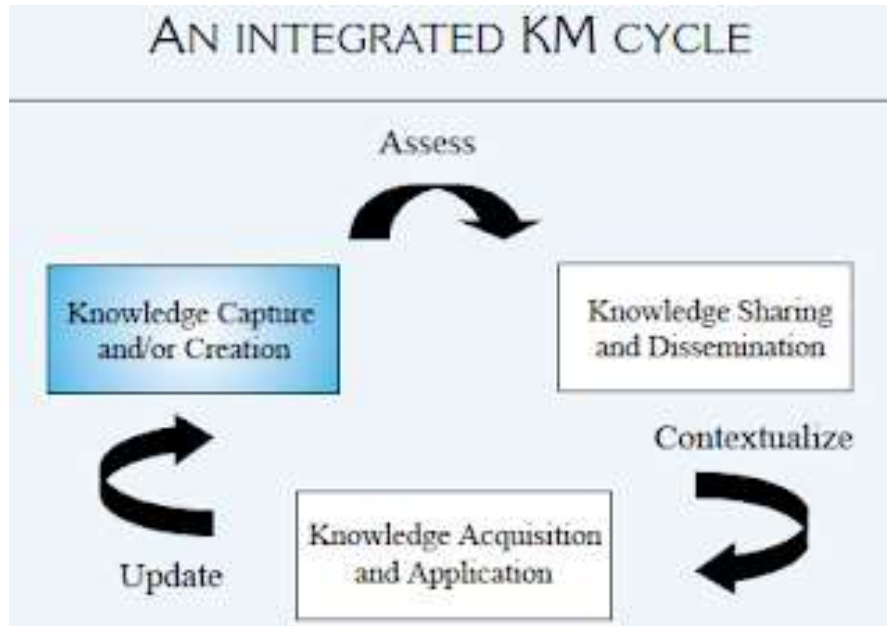 AN INTEGRATED KM CYCLE
Assess
Knowledge Capture
and/or Creation
Knowledge Sharing
and Dissemination
Contextualize
Knowledge Acquisition
and Application
Update